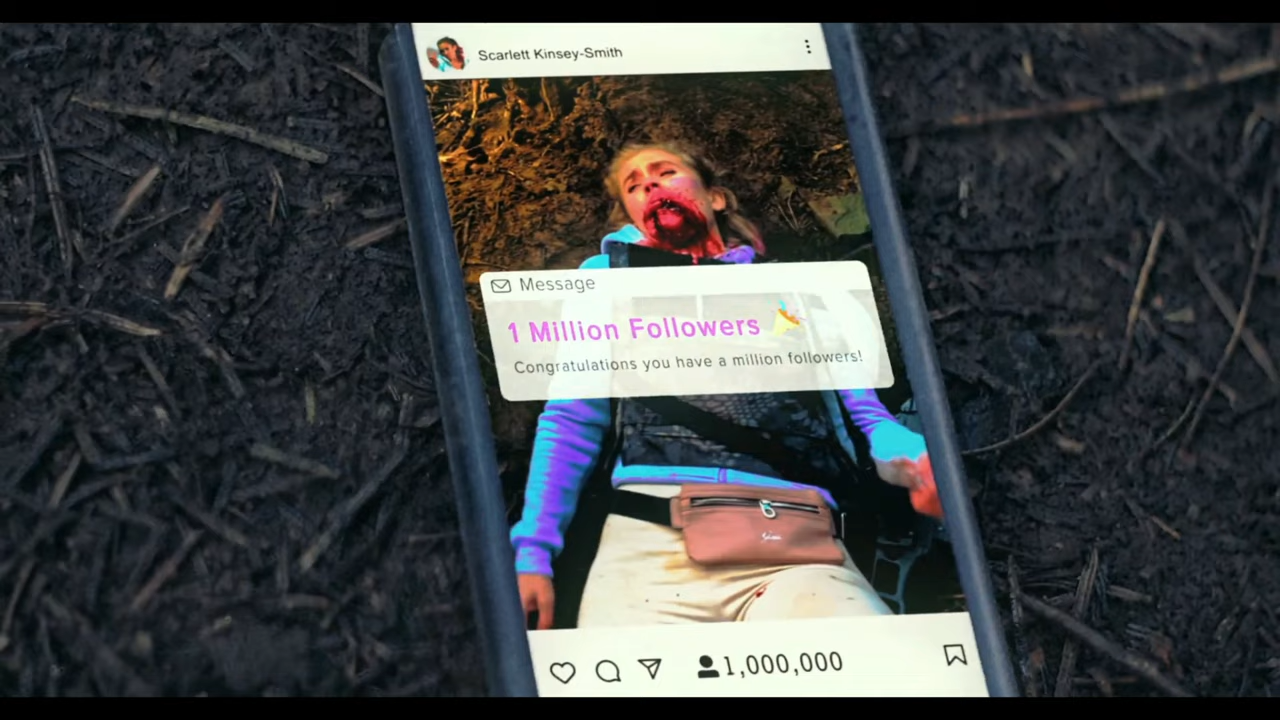 Scarlett Kinsey-Smith
Message
1 Million Followers 🎉
Congratulations you have a million followers!
1,000,000